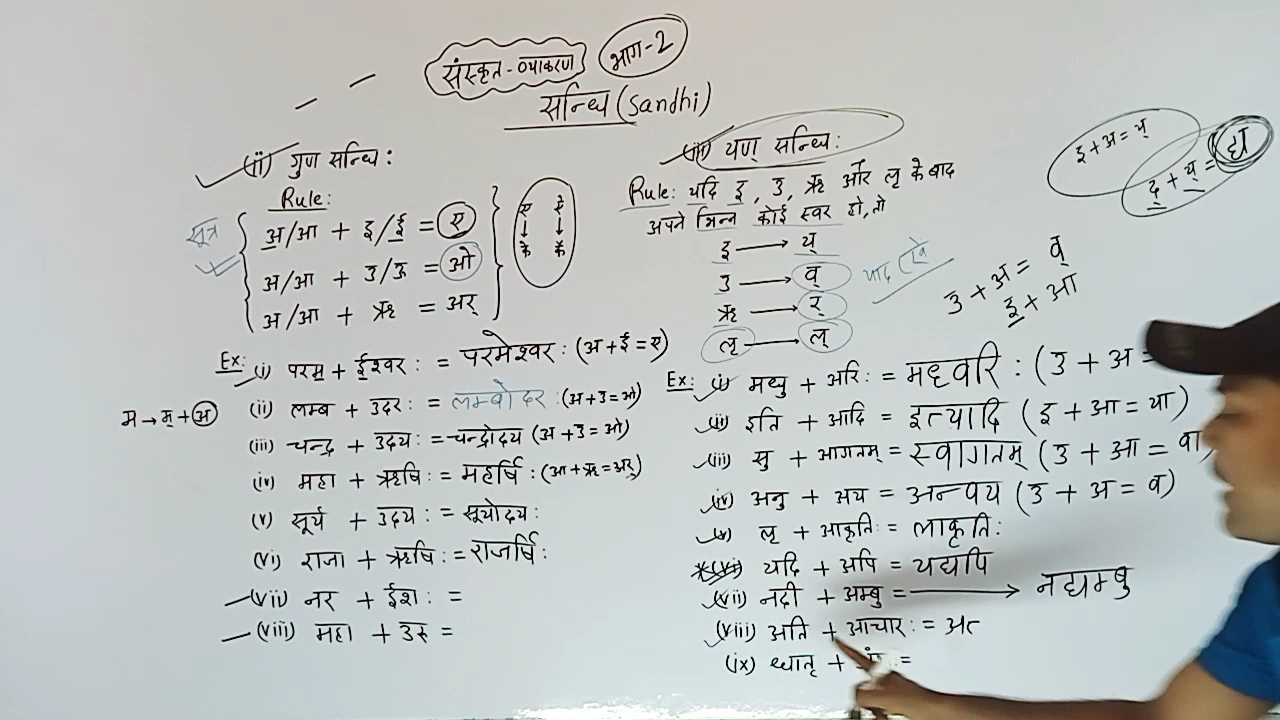 संस्कृत-व्याकरण भाग-2
सन्धि (Sandhi)
(ii) गुण सन्धि:
Rule:
सूत्र
अ/आ + इ/ई = ए
अ/आ + उ/ऊ = ओ
अ/आ + ऋ = अर्
ए ऐ
↓ ↓
के कै
Ex: (i) परम + ईश्वर: = परमेश्वर: (अ+ई=ए)
म→म्+अ
(ii) लम्ब + उदर: = लम्बोदर: (अ+उ=ओ)
(iii) चन्द्र + उदय: = चन्द्रोदय (अ+उ=ओ)
(iv) महा + ऋषि: = महर्षि: (आ+ऋ=अर्)
(v) सूर्य + उदय: = सूर्योदय:
(vi) राजा + ऋषि: = राजर्षि:
(vii) नर + ईश: =
(viii) महा + उरु =
(iii) यण् सन्धि:
Rule: यदि इ, उ, ऋ और लृ के बाद
अपने भिन्न कोई स्वर हो, तो
इ → य्
उ → व्
ऋ → र्
लृ → ल्
याद रखें
इ+अ=य्
द्+य्=द्य
उ+अ= व्
इ+आ
Ex: (i) मधु + अरि: = मध्वरि: (उ+अ=
(ii) इति + आदि = इत्यादि (इ+आ=या)
(iii) सु + आगतम् = स्वागतम् (उ+आ=वा)
(iv) अनु + अय = अन्वय (उ+अ=व)
(v) लृ + आकृति: = लाकृति:
(vi) यदि + अपि = यद्यपि
(vii) नदी + अम्बु = → नद्यम्बु
(viii) अति + आचार: = अत
(ix) धातृ + =